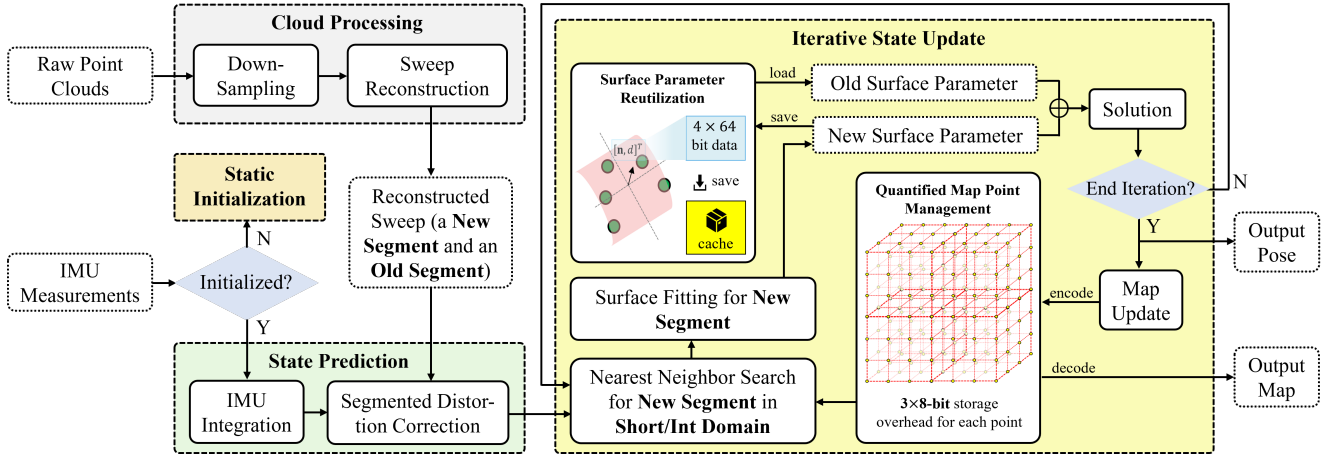 Cloud Processing
Raw Point
Clouds
Down-
Sampling
Sweep
Reconstruction
Static
Initialization
N
IMU
Measurements
Initialized?
Y
Reconstructed
Sweep (a New
Segment and an
Old Segment)
State Prediction
IMU
Integration
Segmented Distor-
tion Correction
Iterative State Update
Surface Parameter
Reutilization
[n, d]ᵀ
4 × 64
bit data
save
cache
load
save
Old Surface Parameter
New Surface Parameter
Solution
End Iteration?
N
Y
Output
Pose
Map
Update
encode
Quantified Map Point
Management
3×8-bit storage
overhead for each point
decode
Output
Map
Surface Fitting for New
Segment
Nearest Neighbor Search
for New Segment in
Short/Int Domain